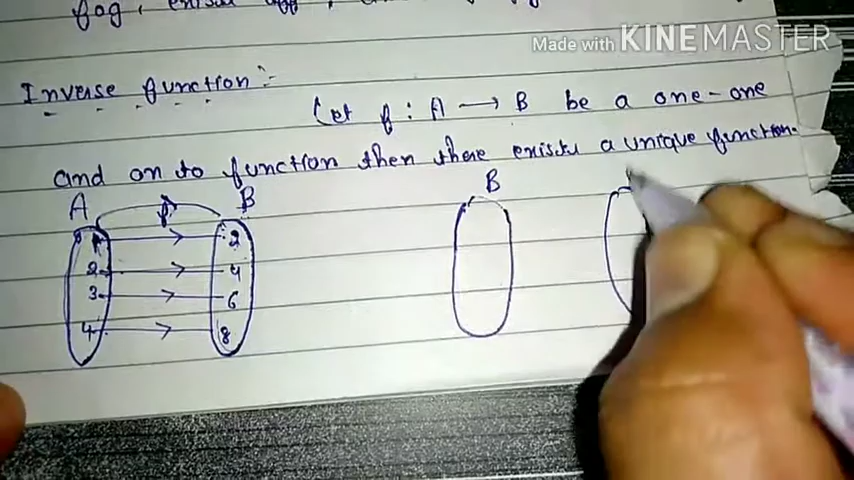 fog,
Made with KINEMASTER
Inverse function :-
Let f : A → B be a one-one
and on to function then there exists a unique function.
A f B B
1 2
2 4
3 6
4 8